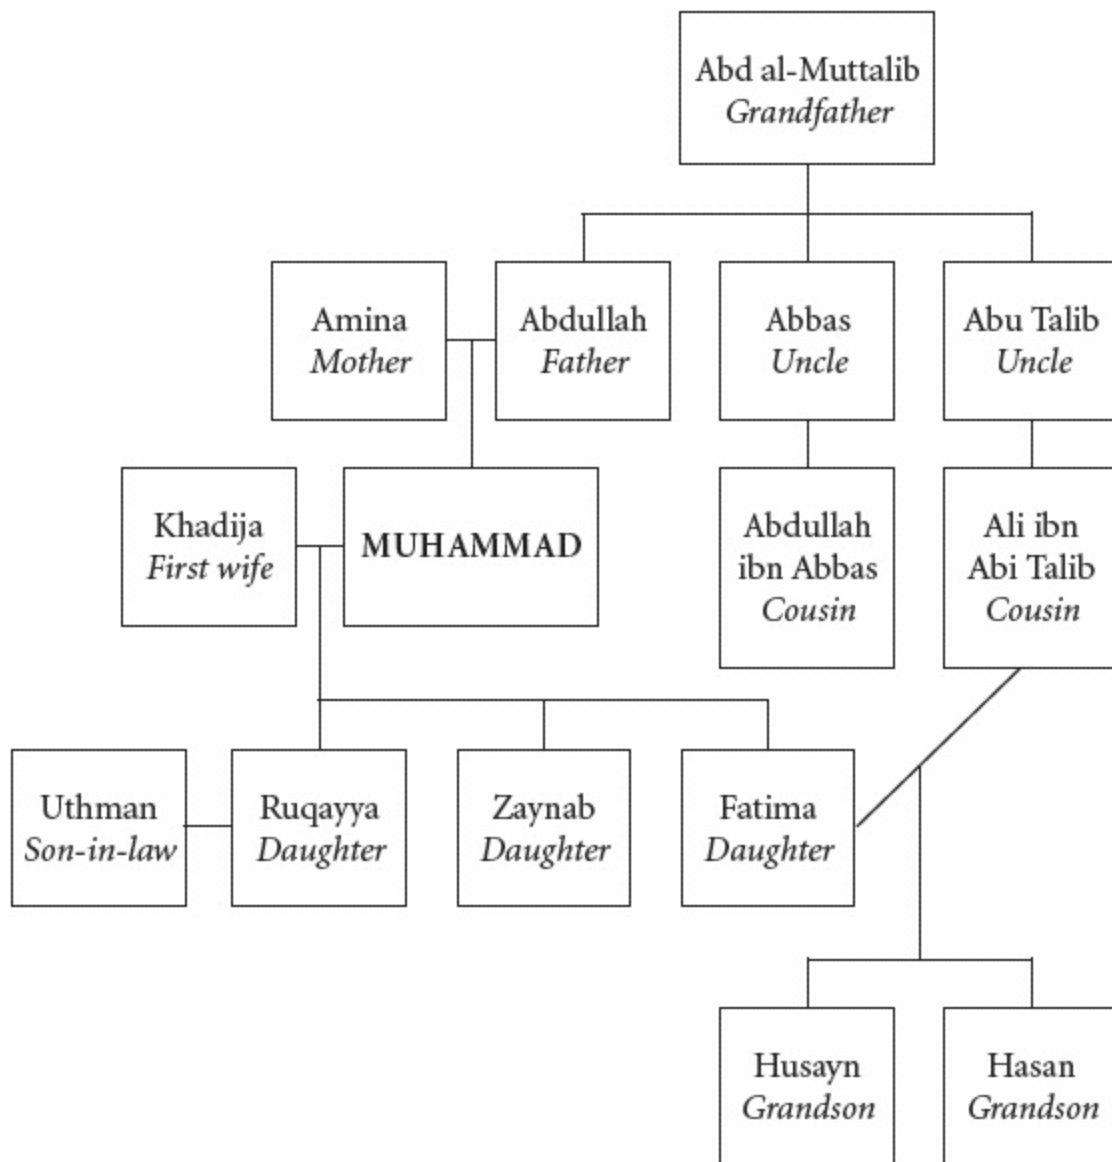 Abd al-Muttalib
Grandfather
Amina
Mother
Abdullah
Father
Abbas
Uncle
Abu Talib
Uncle
Khadija
First wife
MUHAMMAD
Abdullah
ibn Abbas
Cousin
Ali ibn
Abi Talib
Cousin
Uthman
Son-in-law
Ruqayya
Daughter
Zaynab
Daughter
Fatima
Daughter
Husayn
Grandson
Hasan
Grandson